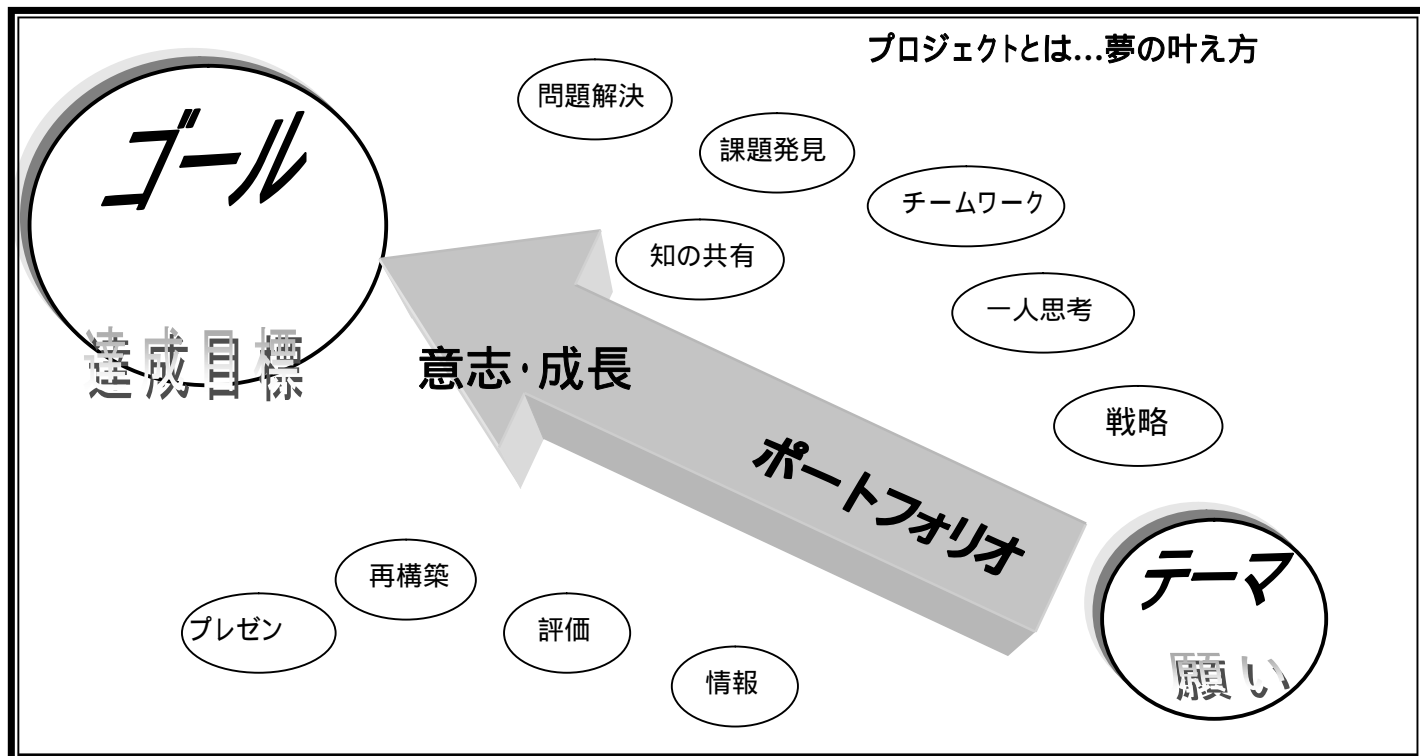 プロジェクトとは…夢の叶え方
ゴール
達成目標
問題解決
課題発見
チームワーク
知の共有
一人思考
戦略
意志・成長
ポートフォリオ
テーマ
願い
再構築
プレゼン
評価
情報